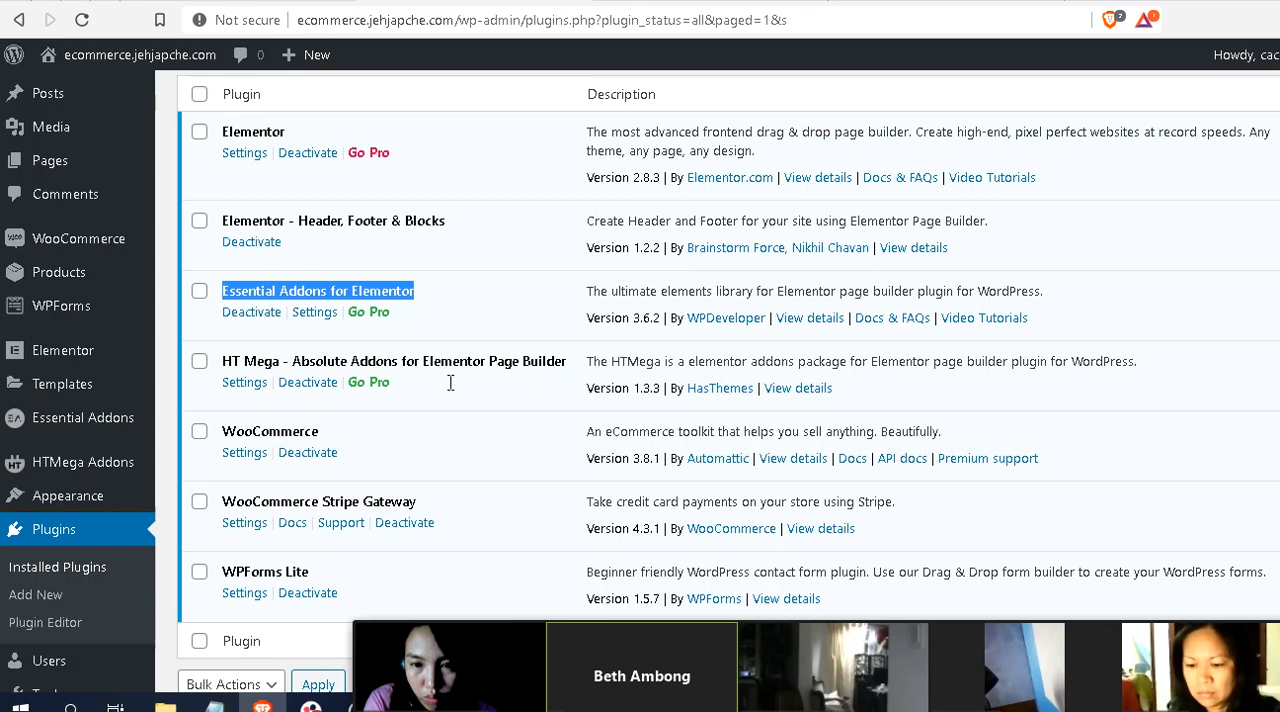 Not secure ecommerce.jehjapche.com/wp-admin/plugins.php?plugin_status=all&paged=1&s
2
1
ecommerce.jehjapche.com 0 New Howdy, cac
Posts
Media
Pages
Comments
WooCommerce
Products
WPForms
Elementor
Templates
Essential Addons
HTMega Addons
Appearance
Plugins
Installed Plugins
Add New
Plugin Editor
Users
Plugin Description
Elementor
Settings | Deactivate | Go Pro
The most advanced frontend drag & drop page builder. Create high-end, pixel perfect websites at record speeds. Any
theme, any page, any design.
Version 2.8.3 | By Elementor.com | View details | Docs & FAQs | Video Tutorials
Elementor - Header, Footer & Blocks
Deactivate
Create Header and Footer for your site using Elementor Page Builder.
Version 1.2.2 | By Brainstorm Force, Nikhil Chavan | View details
Essential Addons for Elementor
Deactivate | Settings | Go Pro
The ultimate elements library for Elementor page builder plugin for WordPress.
Version 3.6.2 | By WPDeveloper | View details | Docs & FAQs | Video Tutorials
HT Mega - Absolute Addons for Elementor Page Builder
Settings | Deactivate | Go Pro
The HTMega is a elementor addons package for Elementor page builder plugin for WordPress.
Version 1.3.3 | By HasThemes | View details
WooCommerce
Settings | Deactivate
An eCommerce toolkit that helps you sell anything. Beautifully.
Version 3.8.1 | By Automattic | View details | Docs | API docs | Premium support
WooCommerce Stripe Gateway
Settings | Docs | Support | Deactivate
Take credit card payments on your store using Stripe.
Version 4.3.1 | By WooCommerce | View details
WPForms Lite
Settings | Deactivate
Beginner friendly WordPress contact form plugin. Use our Drag & Drop form builder to create your WordPress forms.
Version 1.5.7 | By WPForms | View details
Plugin
Bulk Actions Apply
Beth Ambong